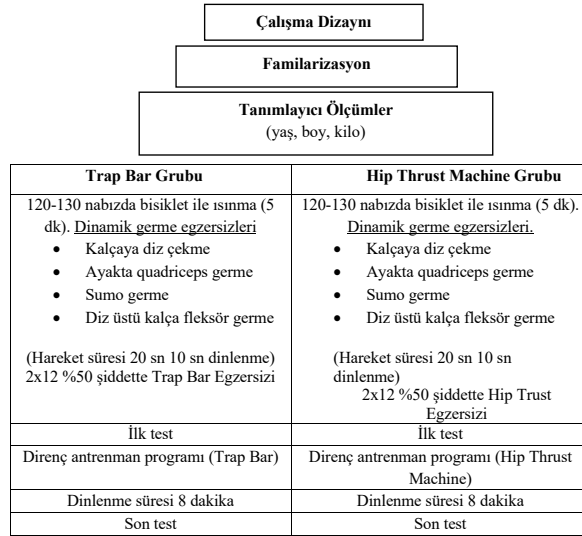 Çalışma Dizaynı
Familarizasyon
Tanımlayıcı Ölçümler
(yaş, boy, kilo)
Trap Bar Grubu
120-130 nabızda bisiklet ile ısınma (5
dk). Dinamik germe egzersizleri
• Kalçaya diz çekme
• Ayakta quadriceps germe
• Sumo germe
• Diz üstü kalça fleksör germe
(Hareket süresi 20 sn 10 sn dinlenme)
2x12 %50 şiddette Trap Bar Egzersizi
Hip Thrust Machine Grubu
120-130 nabızda bisiklet ile ısınma (5 dk).
Dinamik germe egzersizleri.
• Kalçaya diz çekme
• Ayakta quadriceps germe
• Sumo germe
• Diz üstü kalça fleksör germe
(Hareket süresi 20 sn 10 sn
dinlenme)
2x12 %50 şiddette Hip Trust
Egzersizi
İlk test
İlk test
Direnç antrenman programı (Trap Bar)
Direnç antrenman programı (Hip Thrust
Machine)
Dinlenme süresi 8 dakika
Dinlenme süresi 8 dakika
Son test
Son test